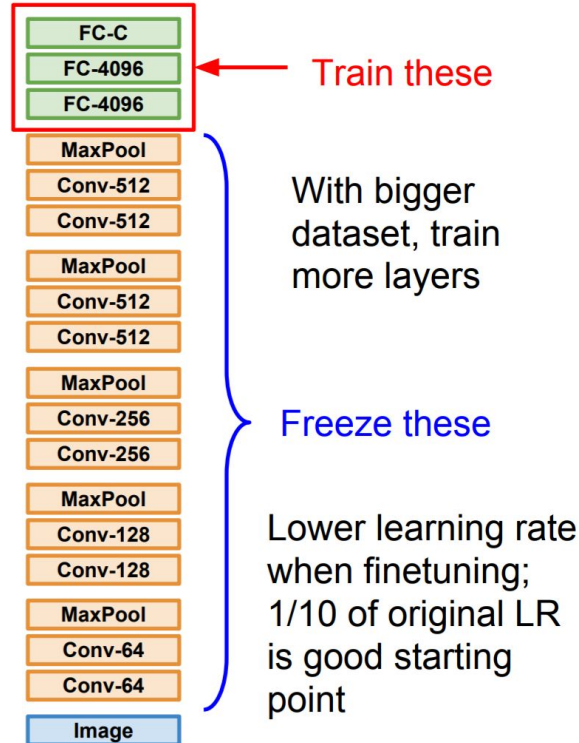 FC-C
FC-4096
FC-4096
Train these
MaxPool
Conv-512
Conv-512
With bigger
dataset, train
more layers
MaxPool
Conv-512
Conv-512
MaxPool
Conv-256
Conv-256
Freeze these
MaxPool
Conv-128
Conv-128
Lower learning rate
when finetuning;
1/10 of original LR
is good starting
point
MaxPool
Conv-64
Conv-64
Image